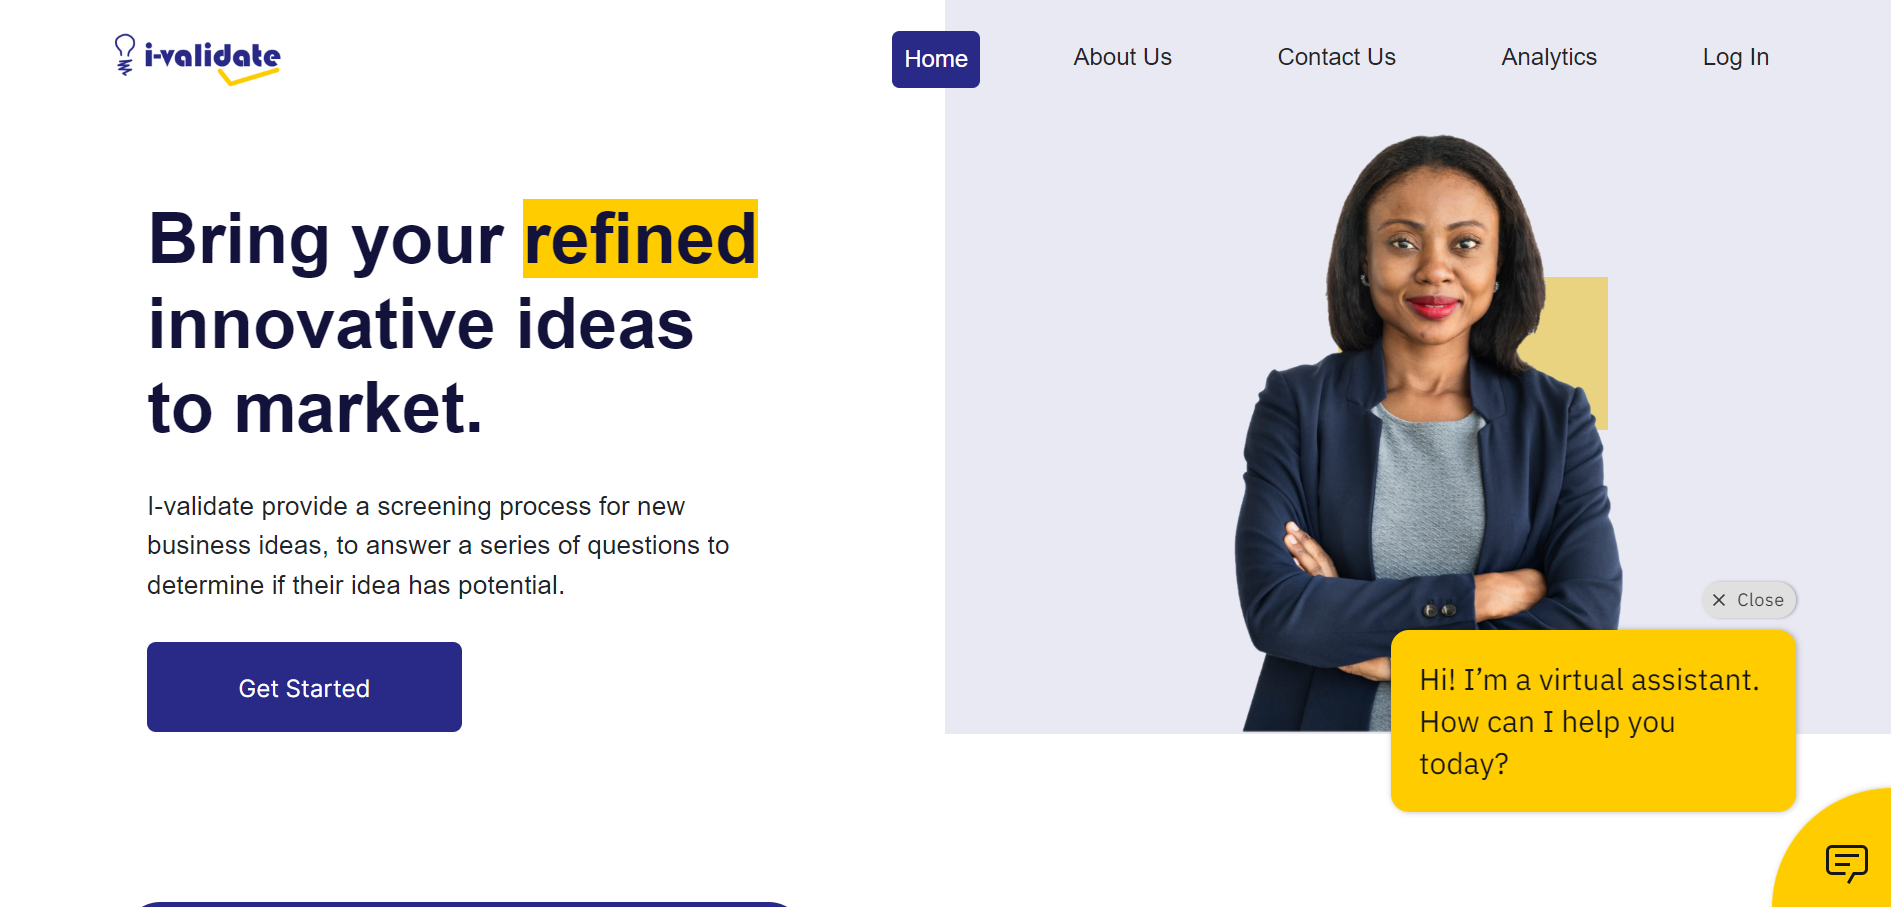 i-validate
Home
About Us
Contact Us
Analytics
Log In
Bring your refined
innovative ideas
to market.
I-validate provide a screening process for new
business ideas, to answer a series of questions to
determine if their idea has potential.
Get Started
× Close
Hi! I’m a virtual assistant.
How can I help you
today?